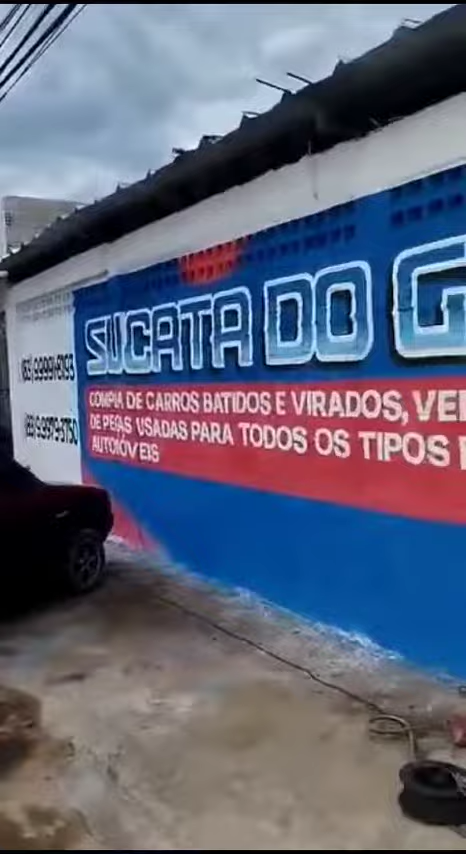 SUCATA DO G
COMPRA DE CARROS BATIDOS E VIRADOS, VE
DE PEÇAS USADAS PARA TODOS OS TIPOS
AUTOMÓVEIS